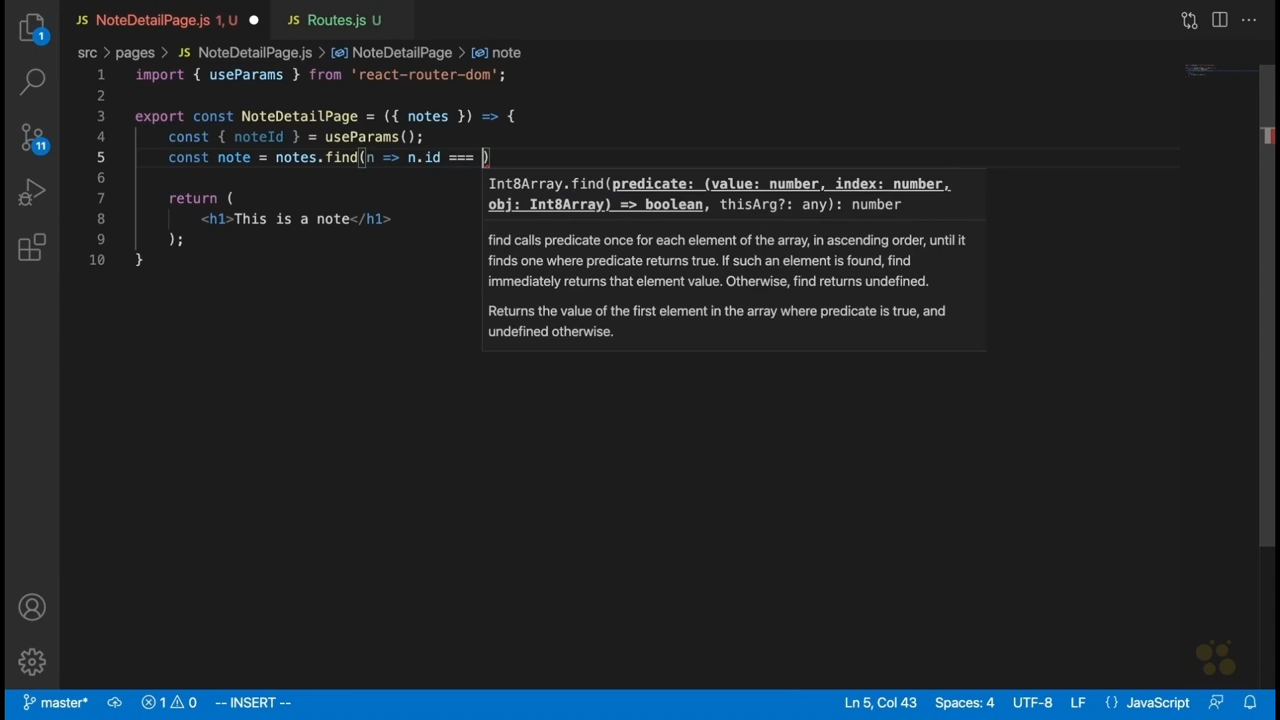 JS NoteDetailPage.js 1, U JS Routes.js U
src > pages > JS NoteDetailPage.js > NoteDetailPage > note
1 import { useParams } from 'react-router-dom';
2
3 export const NoteDetailPage = ({ notes }) => {
4 const { noteId } = useParams();
5 const note = notes.find(n => n.id === )
6
7 return (
8 <h1>This is a note</h1>
9 );
10 }
Int8Array.find(predicate: (value: number, index: number,
obj: Int8Array) => boolean, thisArg?: any): number
find calls predicate once for each element of the array, in ascending order, until it
finds one where predicate returns true. If such an element is found, find
immediately returns that element value. Otherwise, find returns undefined.
Returns the value of the first element in the array where predicate is true, and
undefined otherwise.
1
11
master* 1 0 -- INSERT -- Ln 5, Col 43 Spaces: 4 UTF-8 LF {} JavaScript